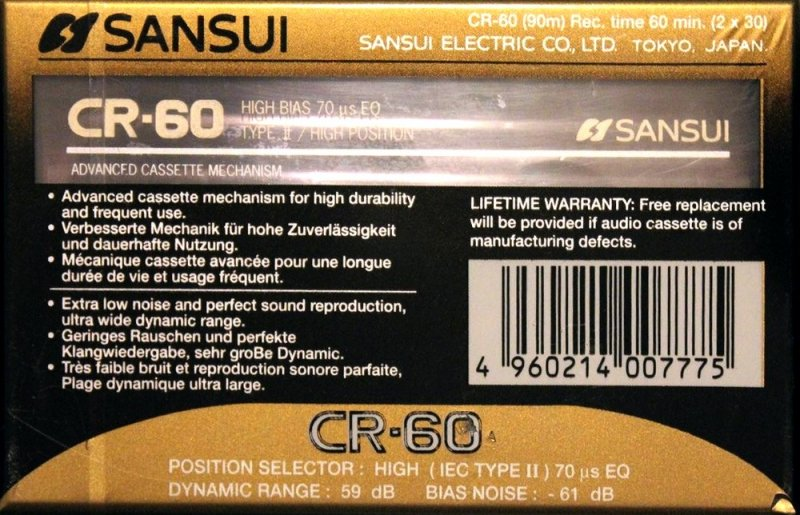 SANSUI
CR-60 (90m) Rec. time 60 min. (2 x 30)
SANSUI ELECTRIC CO., LTD. TOKYO, JAPAN.
CR-60
HIGH BIAS 70 µs EQ
TYPE II / HIGH POSITION
SANSUI
ADVANCED CASSETTE MECHANISM
• Advanced cassette mechanism for high durability
and frequent use.
• Verbesserte Mechanik für hohe Zuverlässigkeit
und dauerhafte Nutzung.
• Mécanique cassette avancée pour une longue
durée de vie et usage fréquent.
• Extra low noise and perfect sound reproduction,
ultra wide dynamic range.
• Geringes Rauschen und perfekte
Klangwiedergabe, sehr groBe Dynamic.
• Très faible bruit et reproduction sonore parfaite,
Plage dynamique ultra large.
LIFETIME WARRANTY: Free replacement
will be provided if audio cassette is of
manufacturing defects.
4 960214 007775
CR-60
POSITION SELECTOR : HIGH ( IEC TYPE II ) 70 µs EQ
DYNAMIC RANGE : 59 dB BIAS NOISE : - 61 dB